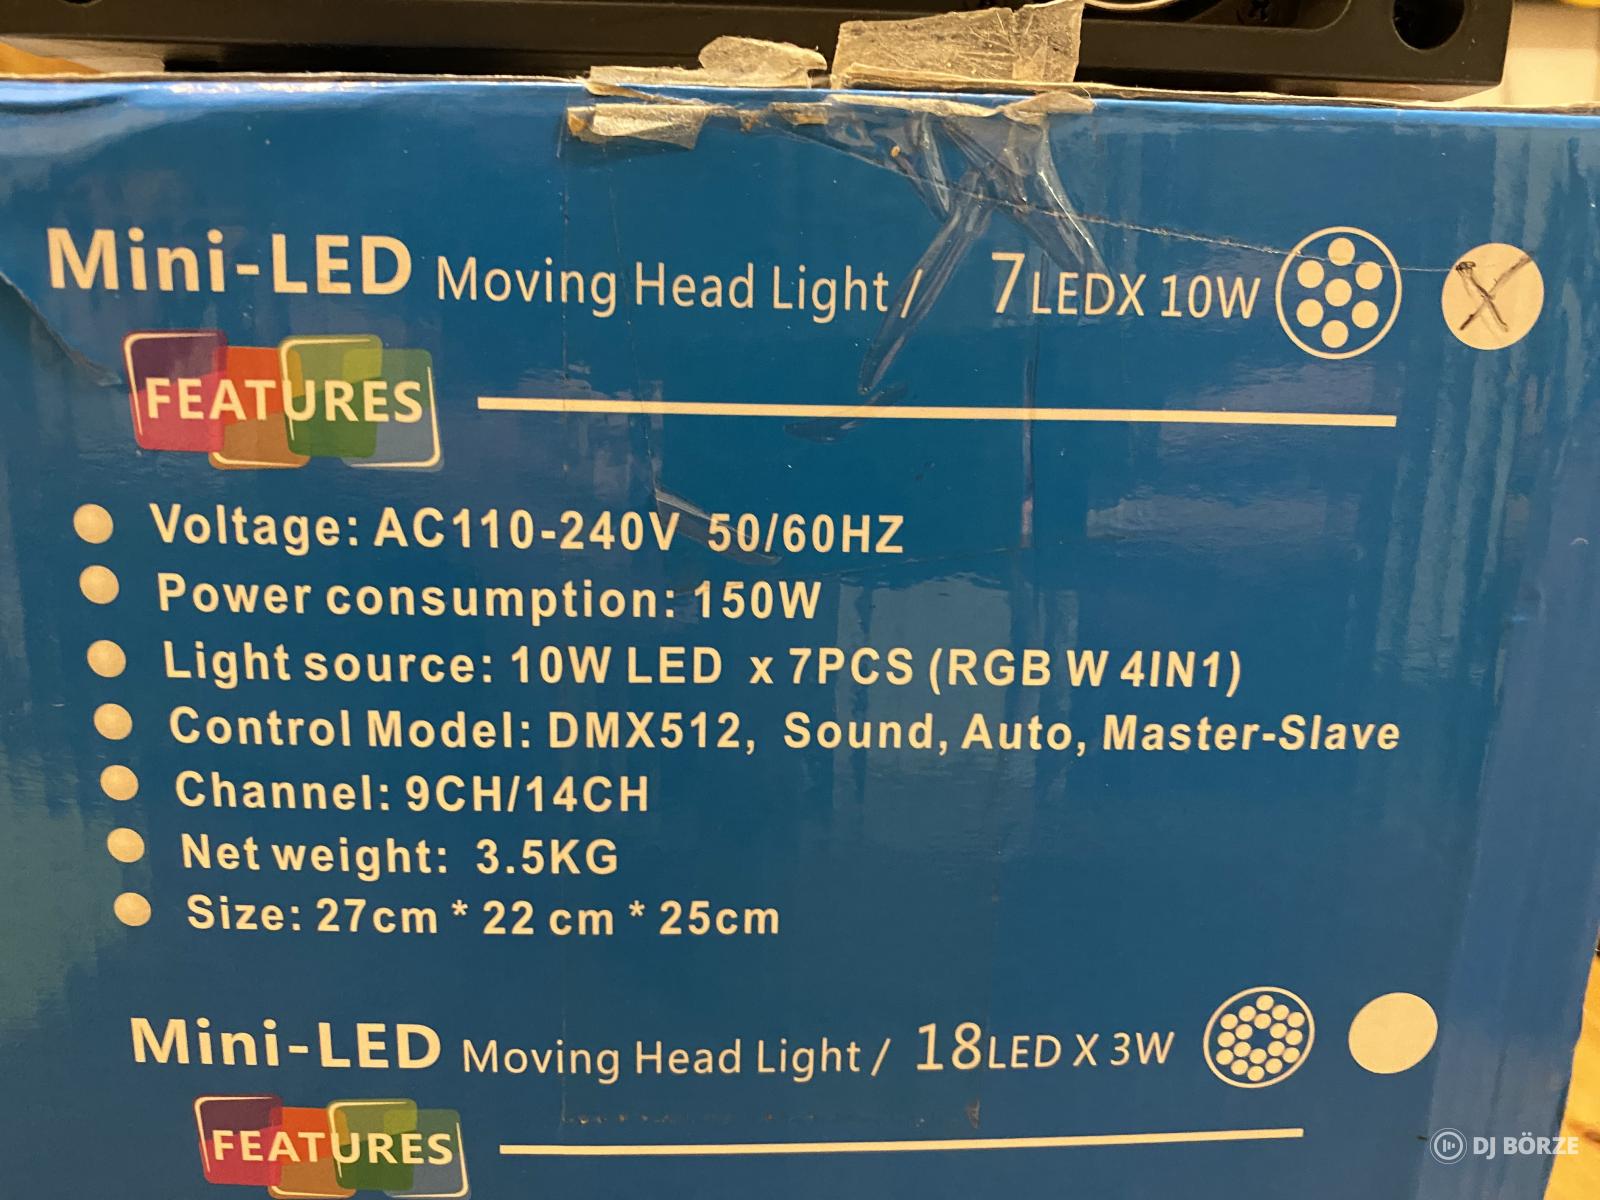 Mini-LED Moving Head Light / 7LEDX 10W X
FEATURES
Voltage: AC110-240V 50/60HZ
Power consumption: 150W
Light source: 10W LED x 7PCS (RGB W 4IN1)
Control Model: DMX512, Sound, Auto, Master-Slave
Channel: 9CH/14CH
Net weight: 3.5KG
Size: 27cm * 22 cm * 25cm
Mini-LED Moving Head Light / 18LED X 3W
FEATURES
DJ BÖRZE